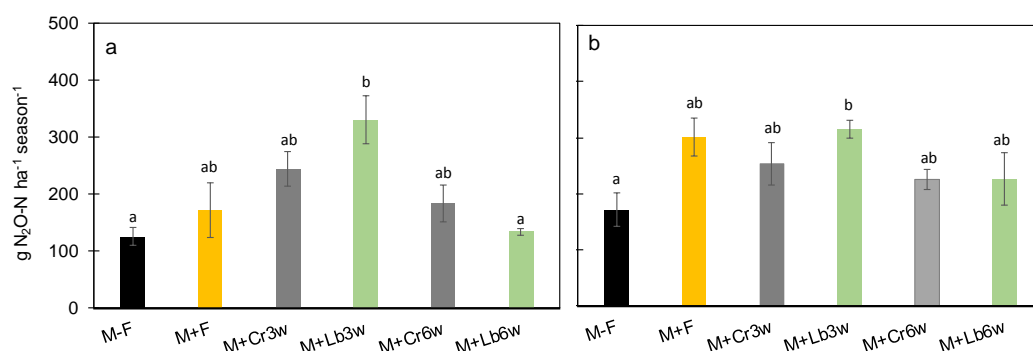 g N₂O-N ha⁻¹ season⁻¹
500
400
300
200
100
0
a
a
ab
ab
b
ab
a
M-F
M+F
M+Cr3w
M+Lb3w
M+Cr6w
M+Lb6w
b
a
ab
ab
b
ab
ab
M-F
M+F
M+Cr3w
M+Lb3w
M+Cr6w
M+Lb6w